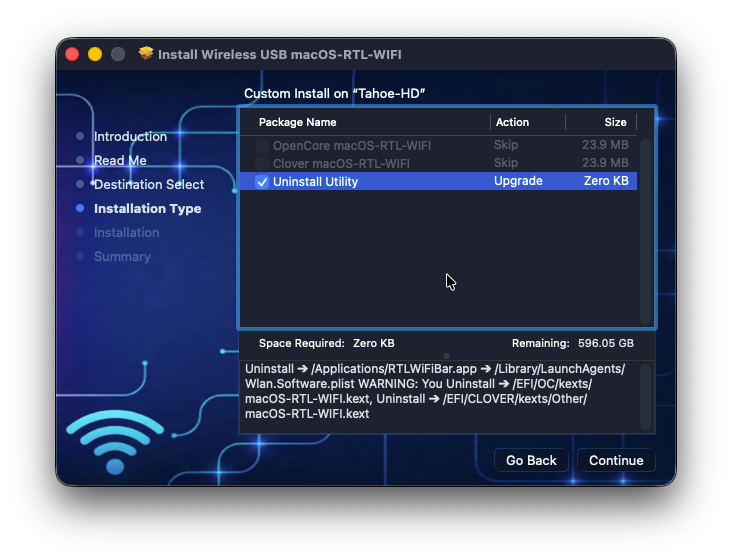 Install Wireless USB macOS-RTL-WIFI
Custom Install on “Tahoe-HD”
Introduction
Read Me
Destination Select
Installation Type
Installation
Summary
Package Name Action Size
OpenCore macOS-RTL-WIFI Skip 23.9 MB
Clover macOS-RTL-WIFI Skip 23.9 MB
Uninstall Utility Upgrade Zero KB
Space Required: Zero KB Remaining: 596.05 GB
Uninstall ➔ /Applications/RTLWiFiBar.app ➔ /Library/LaunchAgents/
Wlan.Software.plist WARNING: You Uninstall ➔ /EFI/OC/kexts/
macOS-RTL-WIFI.kext, Uninstall ➔ /EFI/CLOVER/kexts/Other/
macOS-RTL-WIFI.kext
Go Back Continue